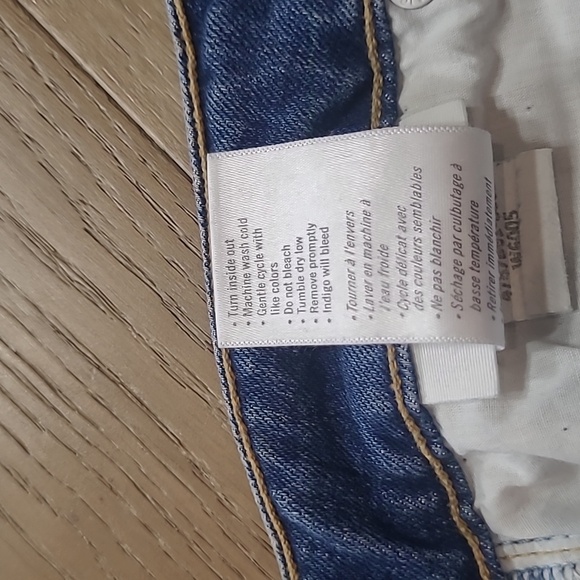 • Turn inside out
• Machine wash cold
• Gentle cycle with
like colors
• Do not bleach
• Tumble dry low
• Remove promptly
• Indigo will bleed
• Tourner à l'envers
• Laver en machine à
l'eau froide
• Cycle délicat avec
des couleurs semblables
• Ne pas blanchir
• Séchage par culbutage à
basse température
• Retirer immédiatement